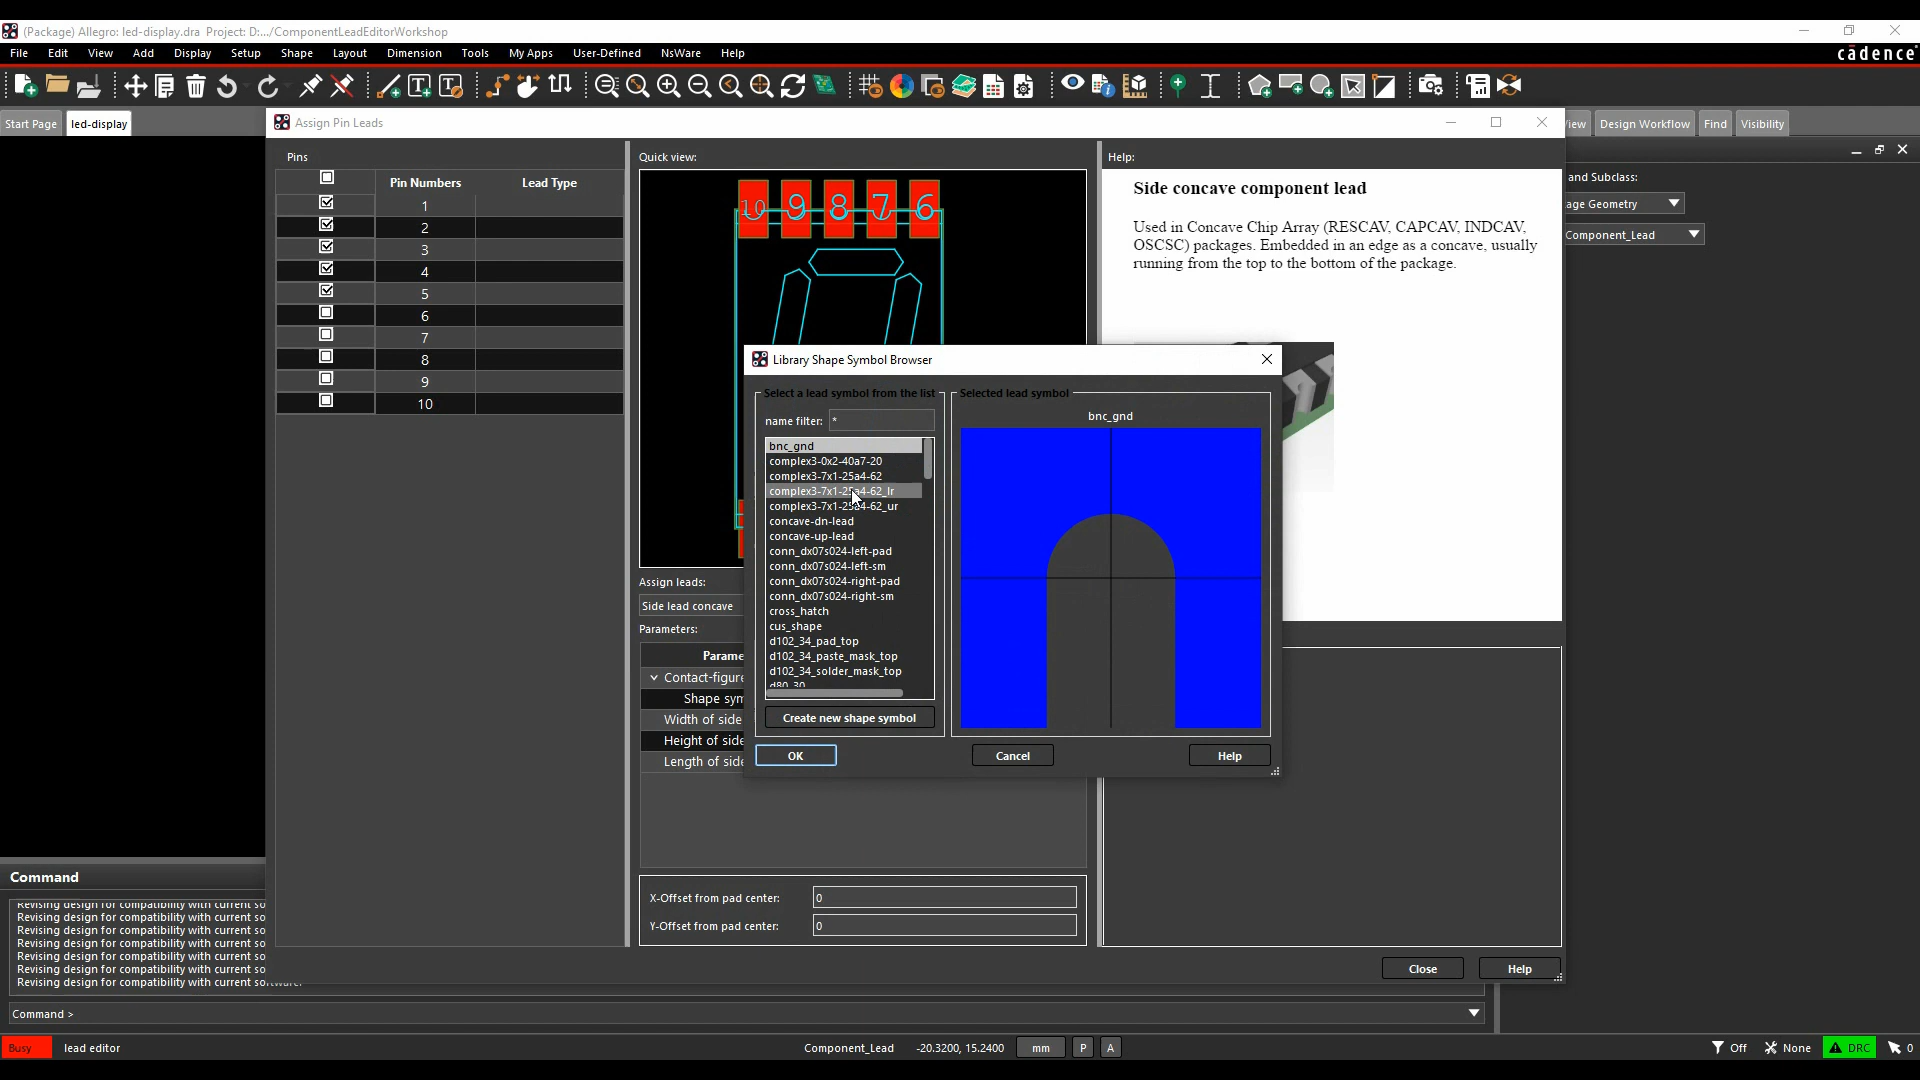 (Package) Allegro: led-display.dra Project: D:.../ComponentLeadEditorWorkshop
File Edit View Add Display Setup Shape Layout Dimension Tools My Apps User-Defined NsWare Help
cādence
Start Page led-display
Assign Pin Leads
View Design Workflow Find Visibility
Pins
Pin Numbers Lead Type
1
2
3
4
5
6
7
8
9
10
Quick view:
10 9 8 7 6
Help:
Side concave component lead
Used in Concave Chip Array (RESCAV, CAPCAV, INDCAV,
OSCSC) packages. Embedded in an edge as a concave, usually
running from the top to the bottom of the package.
and Subclass:
age Geometry
Component_Lead
Library Shape Symbol Browser
Select a lead symbol from the list
name filter: *
bnc_gnd
complex3-0x2-40a7-20
complex3-7x1-25a4-62
complex3-7x1-25a4-62_lr
complex3-7x1-25a4-62_ur
concave-dn-lead
concave-up-lead
conn_dx07s024-left-pad
conn_dx07s024-left-sm
conn_dx07s024-right-pad
conn_dx07s024-right-sm
cross_hatch
cus_shape
d102_34_pad_top
d102_34_paste_mask_top
d102_34_solder_mask_top
d80_30
Create new shape symbol
Selected lead symbol
bnc_gnd
OK Cancel Help
Assign leads:
Side lead concave
Parameters:
Parame
Contact-figure
Shape sym
Width of side
Height of side
Length of side
X-Offset from pad center: 0
Y-Offset from pad center: 0
Close Help
Command
Revising design for compatibility with current so
Revising design for compatibility with current so
Revising design for compatibility with current so
Revising design for compatibility with current so
Revising design for compatibility with current so
Revising design for compatibility with current so
Revising design for compatibility with current software.
Command >
Busy lead editor Component_Lead -20.3200, 15.2400 mm P A Off None DRC 0